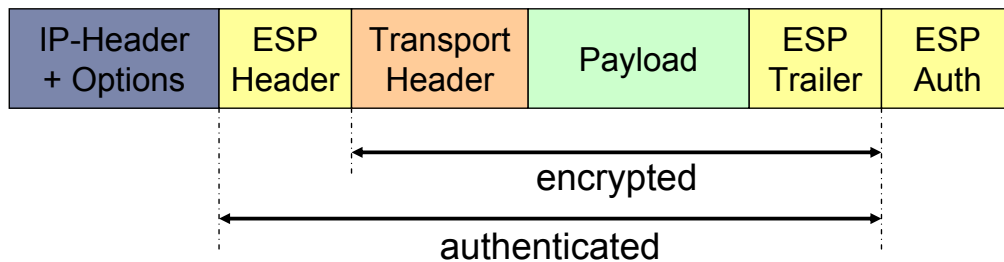 IP-Header
+ Options
ESP
Header
Transport
Header
Payload
ESP
Trailer
ESP
Auth
encrypted
authenticated